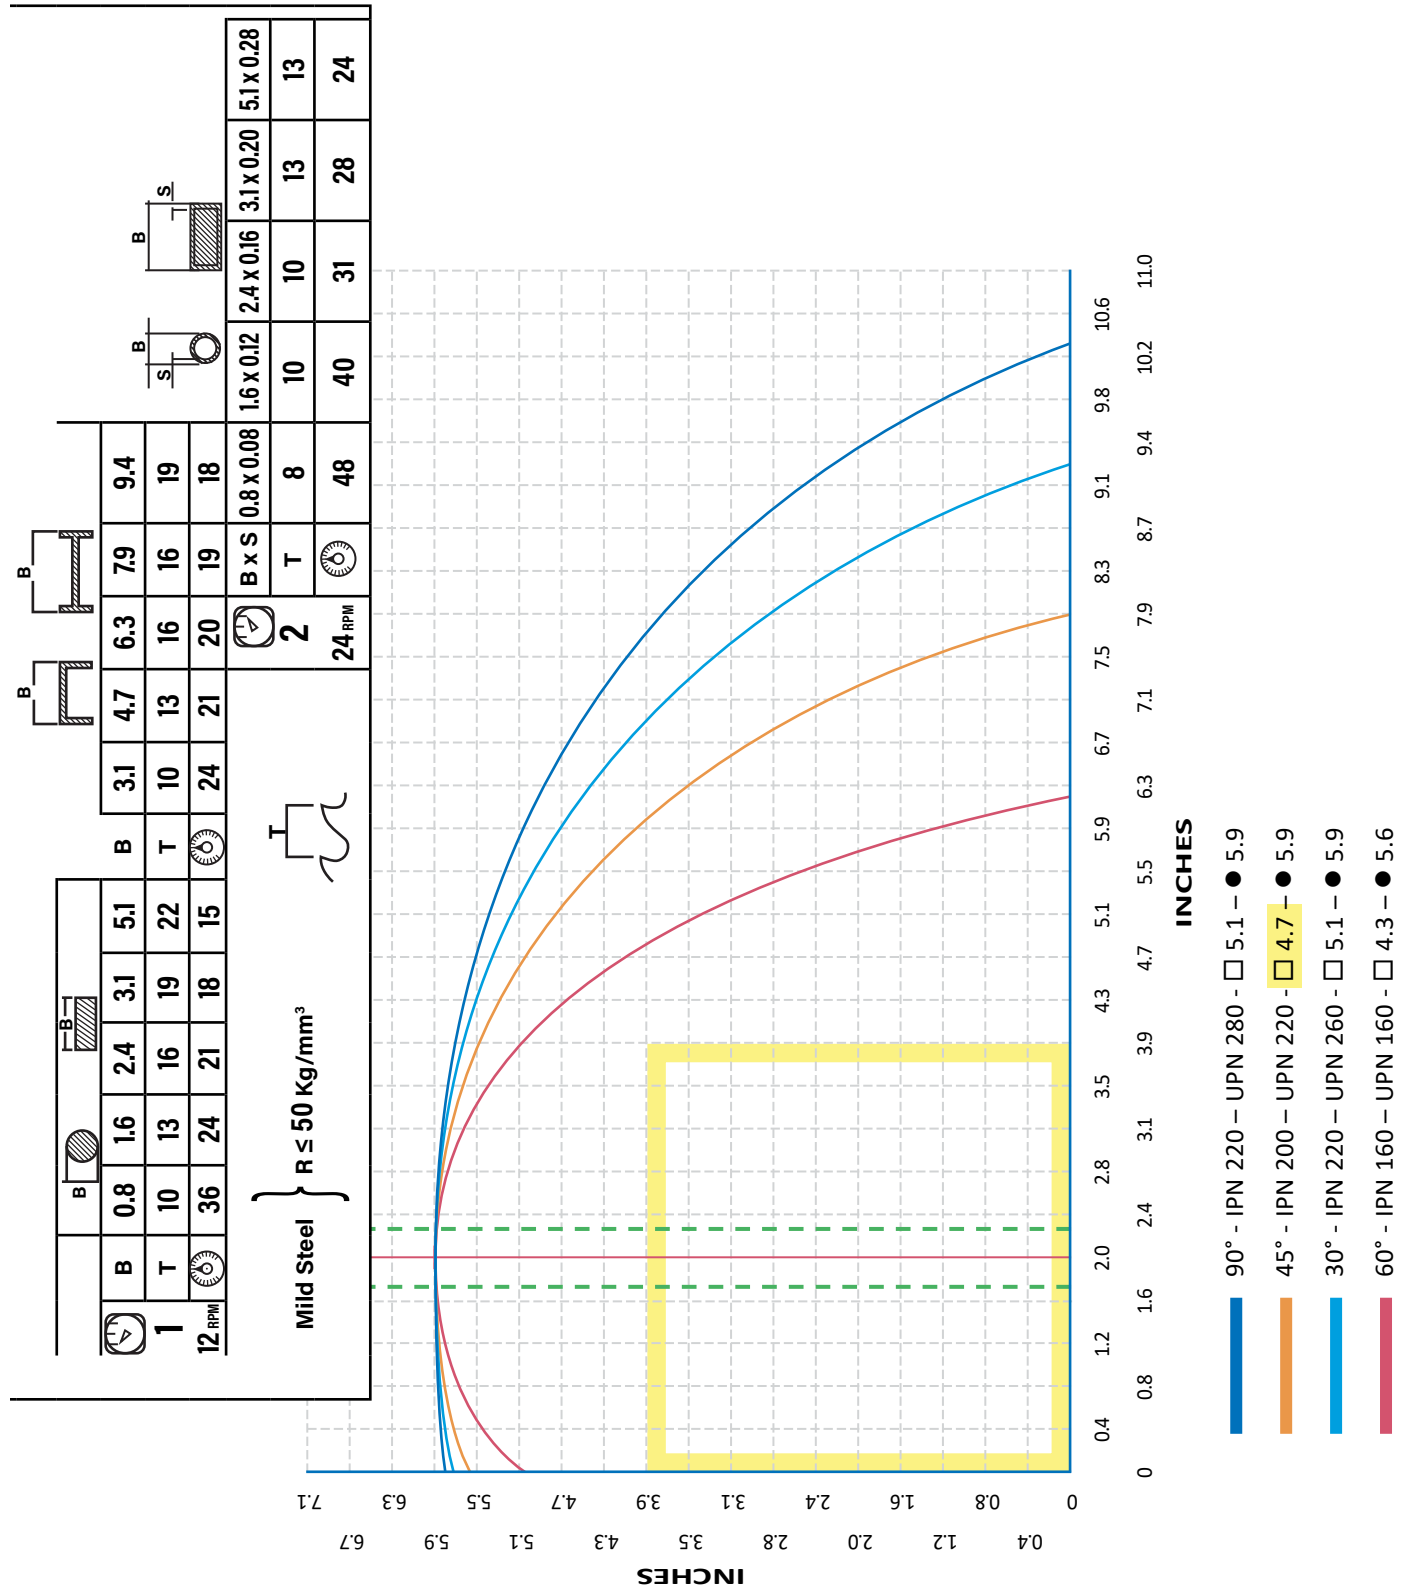 B B
B 3.1 4.7 6.3 7.9 9.4
T 10 13 16 16 19
24 21 20 19 18
B B
1 B 0.8 1.6 2.4 3.1 5.1
T 10 13 16 19 22
12 RPM 36 24 21 18 15
S B B S
2 B x S 0.8 x 0.08 1.6 x 0.12 2.4 x 0.16 3.1 x 0.20 5.1 x 0.28
T 8 10 10 13 13
24 RPM 48 40 31 28 24
Mild Steel } R ≤ 50 Kg/mm³
T
INCHES
7.1
6.7
6.3
5.9
5.5
5.1
4.7
4.3
3.9
3.5
3.1
2.8
2.4
2.0
1.6
1.2
0.8
0.4
0
0 0.4 0.8 1.2 1.6 2.0 2.4 2.8 3.1 3.5 3.9 4.3 4.7 5.1 5.5 5.9 6.3 6.7 7.1 7.5 7.9 8.3 8.7 9.1 9.4 9.8 10.2 10.6 11.0
INCHES
90° - IPN 220 – UPN 280 - □ 5.1 – ● 5.9
45° - IPN 200 – UPN 220 - □ 4.7 – ● 5.9
30° - IPN 220 – UPN 260 - □ 5.1 – ● 5.9
60° - IPN 160 – UPN 160 - □ 4.3 – ● 5.6